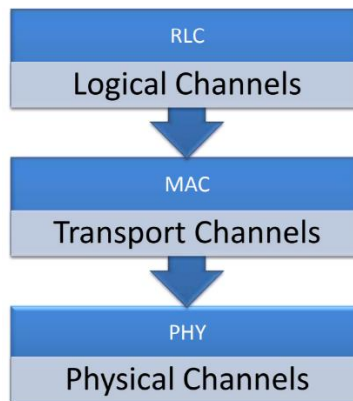 RLC
Logical Channels
MAC
Transport Channels
PHY
Physical Channels